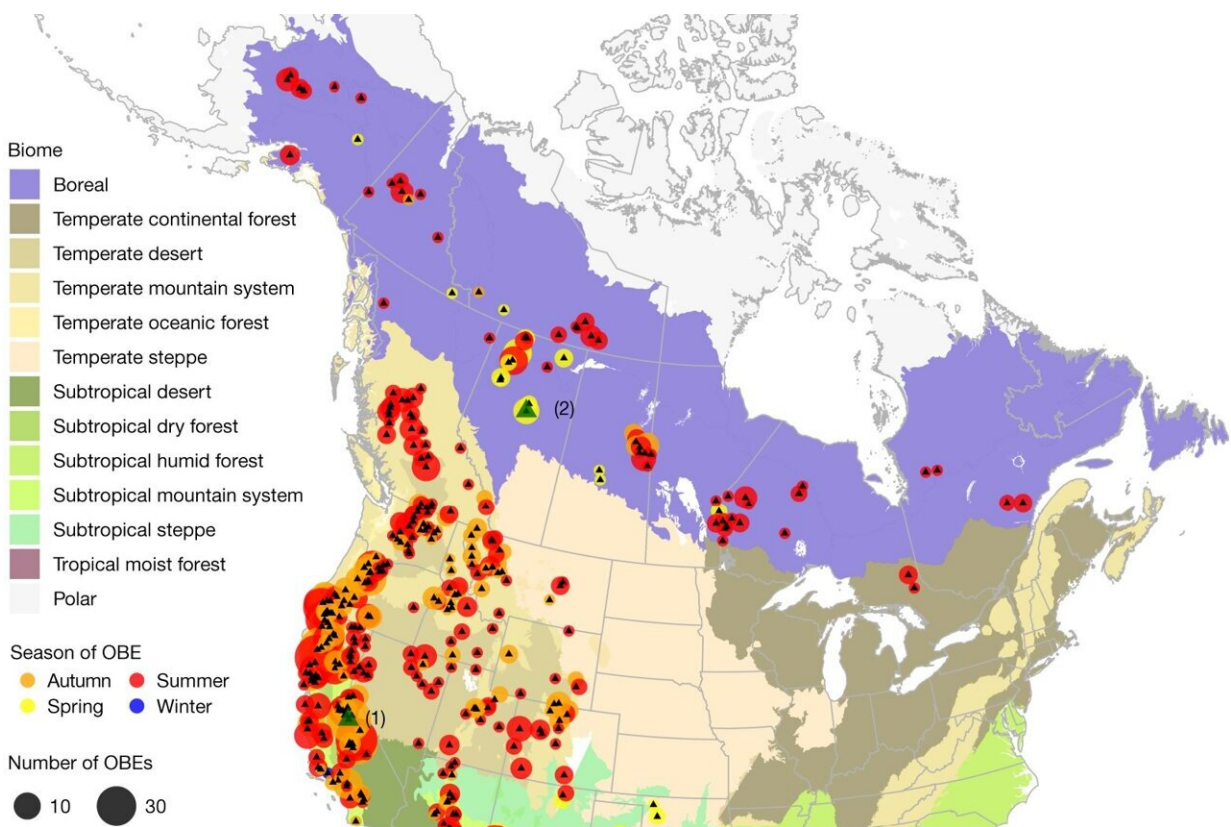 Biome
Boreal
Temperate continental forest
Temperate desert
Temperate mountain system
Temperate oceanic forest
Temperate steppe
Subtropical desert
Subtropical dry forest
Subtropical humid forest
Subtropical mountain system
Subtropical steppe
Tropical moist forest
Polar
Season of OBE
Autumn Summer
Spring Winter
Number of OBEs
10 30
(2)
(1)